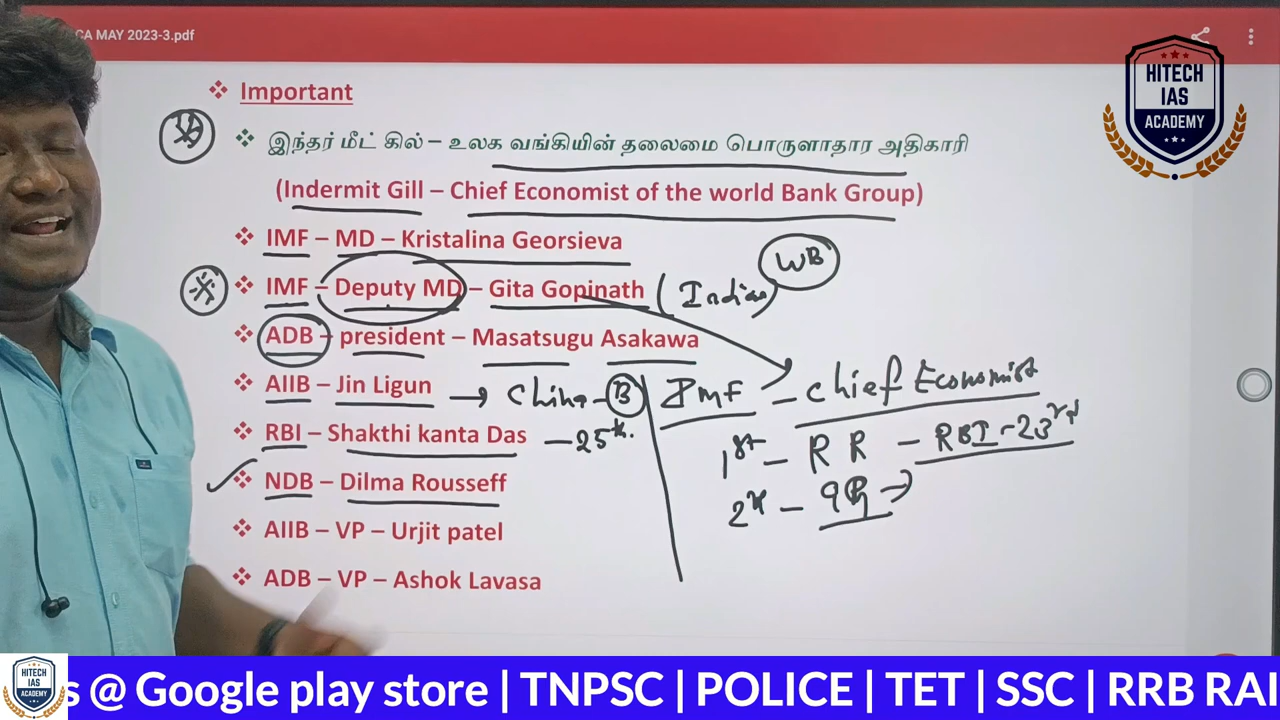 CA MAY 2023-3.pdf
HITECH
IAS
ACADEMY
Important
இந்தர் மீட் கில் – உலக வங்கியின் தலைமை பொருளாதார அதிகாரி
(Indermit Gill – Chief Economist of the world Bank Group)
IMF – MD – Kristalina Georsieva
WB
IMF – Deputy MD – Gita Gopinath (Indian)
ADB – president – Masatsugu Asakawa
AIIB – Jin Ligun → China – B
IMF – Chief Economist
RBI – Shakthi kanta Das – 25th.
1st – R R – RBI – 23rd
NDB – Dilma Rousseff
2nd –
AIIB – VP – Urjit patel
ADB – VP – Ashok Lavasa
HITECH
IAS
ACADEMY
s @ Google play store | TNPSC | POLICE | TET | SSC | RRB RAI